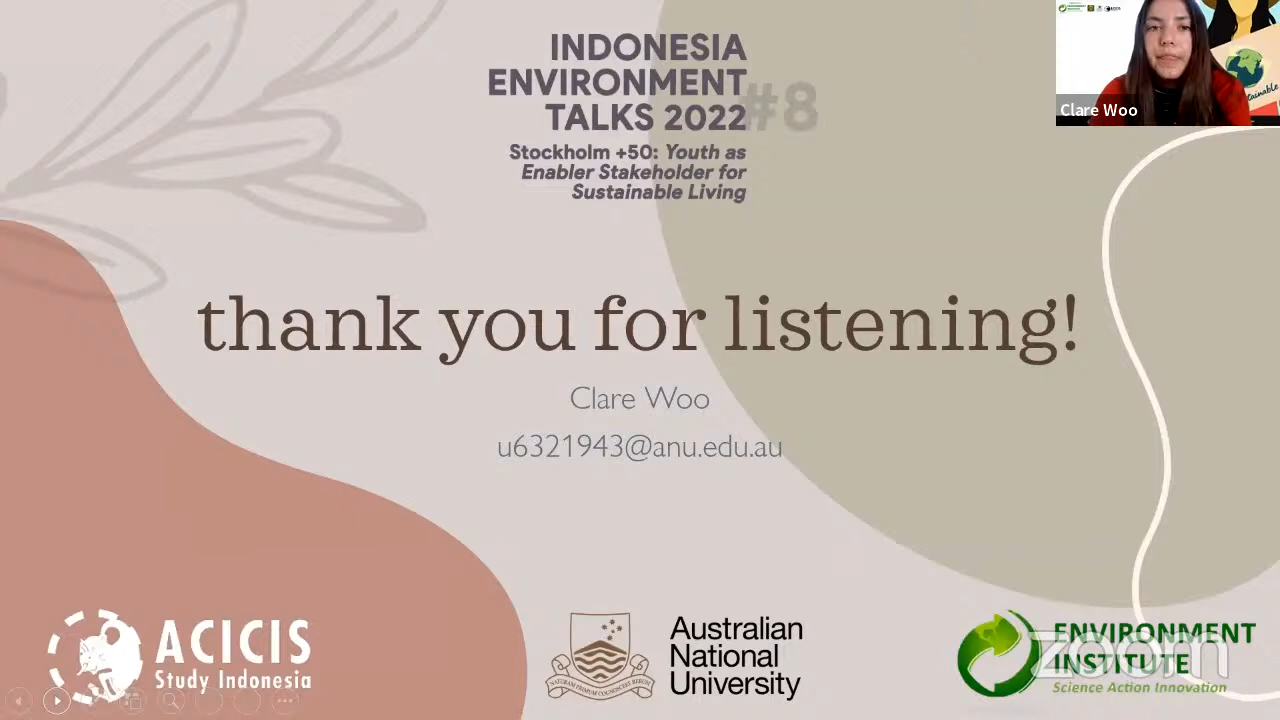 INDONESIA
ENVIRONMENT
TALKS 2022
#8
Stockholm +50: Youth as
Enabler Stakeholder for
Sustainable Living
Clare Woo
thank you for listening!
Clare Woo
u6321943@anu.edu.au
ACICIS
Study Indonesia
Australian
National
University
ENVIRONMENT
INSTITUTE
Science Action Innovation
zoom